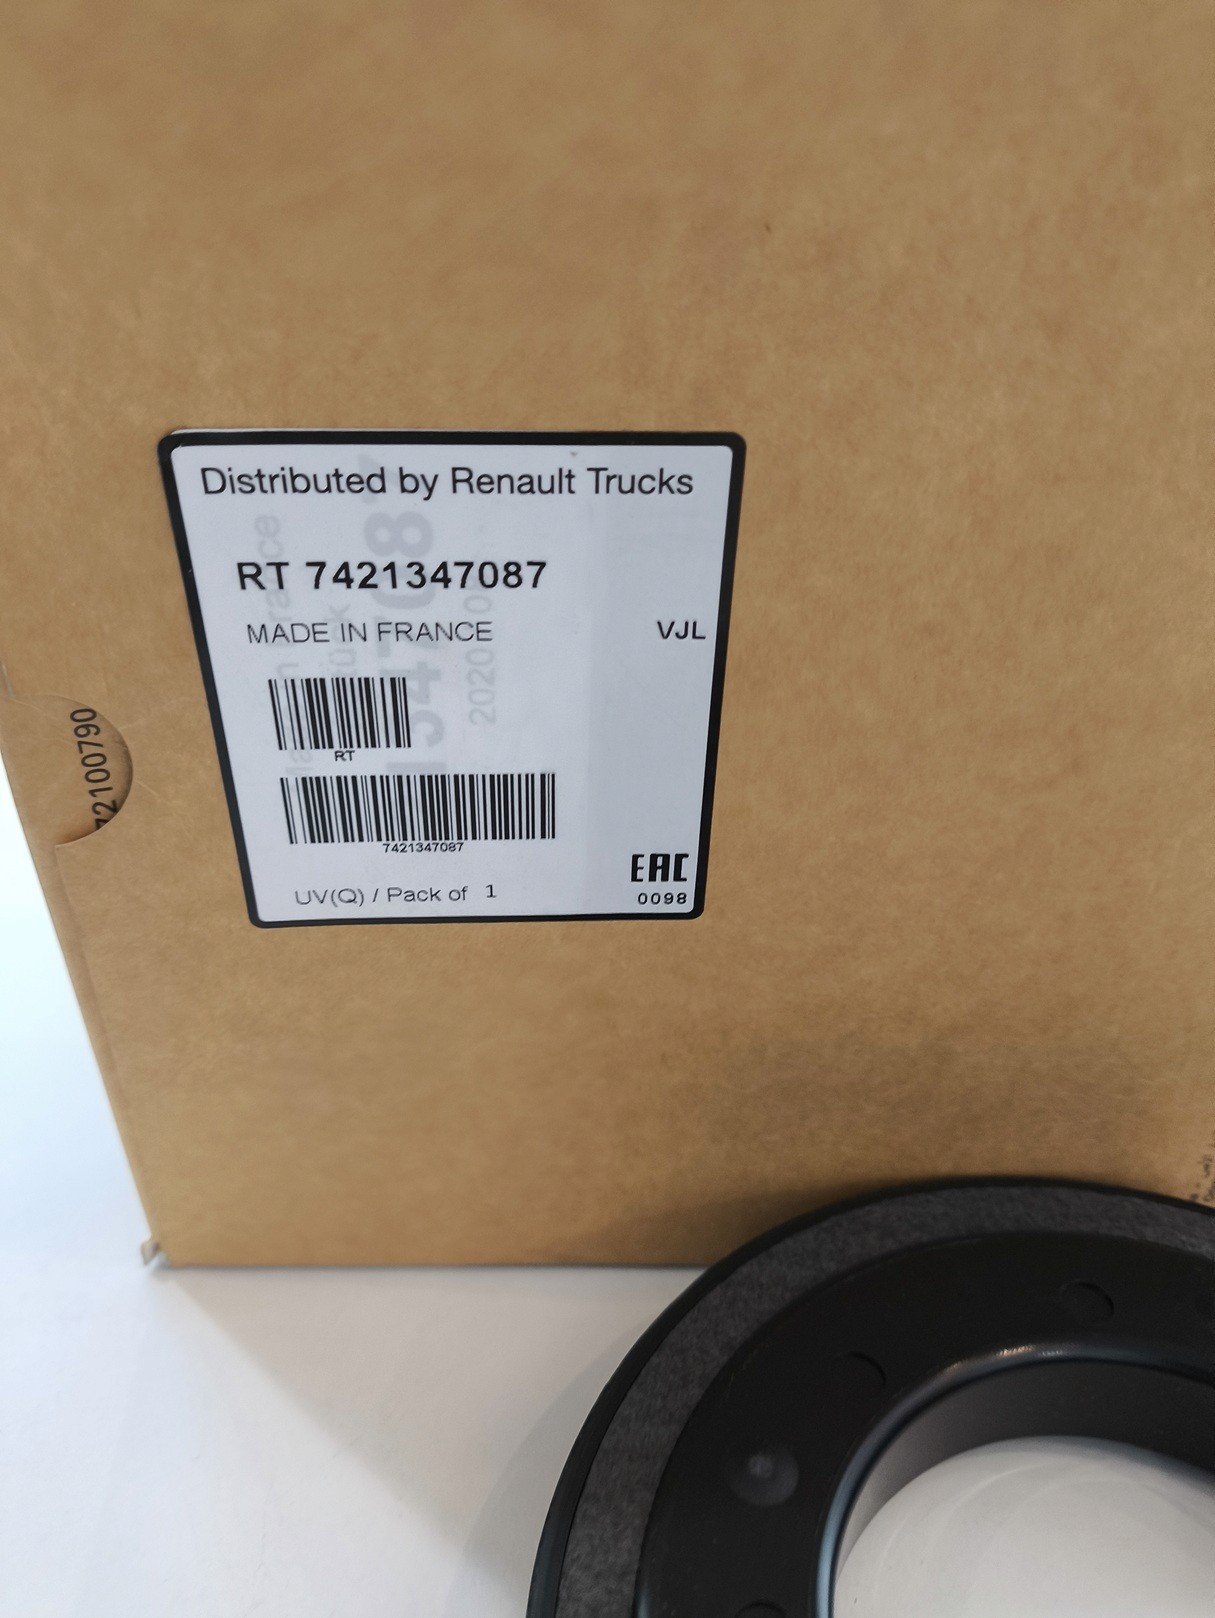 Distributed by Renault Trucks
RT 7421347087
MADE IN FRANCE
VJL
RT
7421347087
UV(Q) / Pack of 1
EAC
0098
72100790